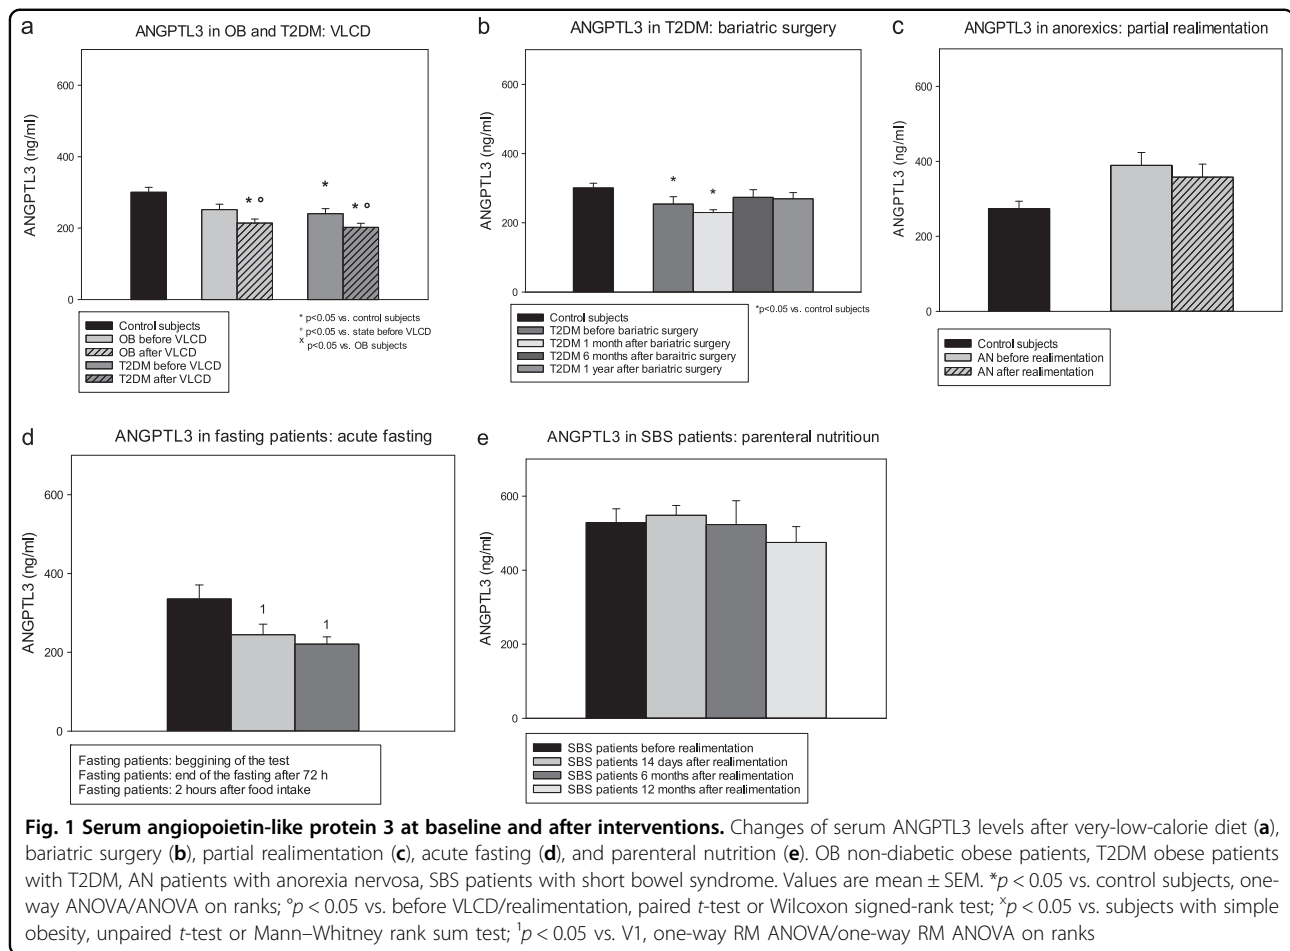 a
ANGPTL3 in OB and T2DM: VLCD
ANGPTL3 (ng/ml)
600
400
200
0
*
°
*
*
°
* p<0.05 vs. control subjects
° p<0.05 vs. state before VLCD
x p<0.05 vs. OB subjects
Control subjects
OB before VLCD
OB after VLCD
T2DM before VLCD
T2DM after VLCD
b
ANGPTL3 in T2DM: bariatric surgery
ANGPTL3 (ng/ml)
600
400
200
0
*
*
*p<0.05 vs. control subjects
Control subjects
T2DM before bariatric surgery
T2DM 1 month after bariatric surgery
T2DM 6 months after baraitric surgery
T2DM 1 year after bariatric surgery
c
ANGPTL3 in anorexics: partial realimentation
ANGPTL3 (ng/ml)
600
400
200
0
Control subjects
AN before realimentation
AN after realimentation
d
ANGPTL3 in fasting patients: acute fasting
ANGPTL3 (ng/ml)
600
400
200
0
1
1
Fasting patients: beggining of the test
Fasting patients: end of the fasting after 72 h
Fasting patients: 2 hours after food intake
e
ANGPTL3 in SBS patients: parenteral nutritioun
ANGPTL3 (ng/ml)
600
400
200
0
SBS patients before realimentation
SBS patients 14 days after realimentation
SBS patients 6 months after realimentation
SBS patients 12 months after realimentation
Fig. 1 Serum angiopoietin-like protein 3 at baseline and after interventions. Changes of serum ANGPTL3 levels after very-low-calorie diet (a),
bariatric surgery (b), partial realimentation (c), acute fasting (d), and parenteral nutrition (e). OB non-diabetic obese patients, T2DM obese patients
with T2DM, AN patients with anorexia nervosa, SBS patients with short bowel syndrome. Values are mean ± SEM. *p < 0.05 vs. control subjects, one-
way ANOVA/ANOVA on ranks; °p < 0.05 vs. before VLCD/realimentation, paired t-test or Wilcoxon signed-rank test; ˣp < 0.05 vs. subjects with simple
obesity, unpaired t-test or Mann–Whitney rank sum test; ¹p < 0.05 vs. V1, one-way RM ANOVA/one-way RM ANOVA on ranks